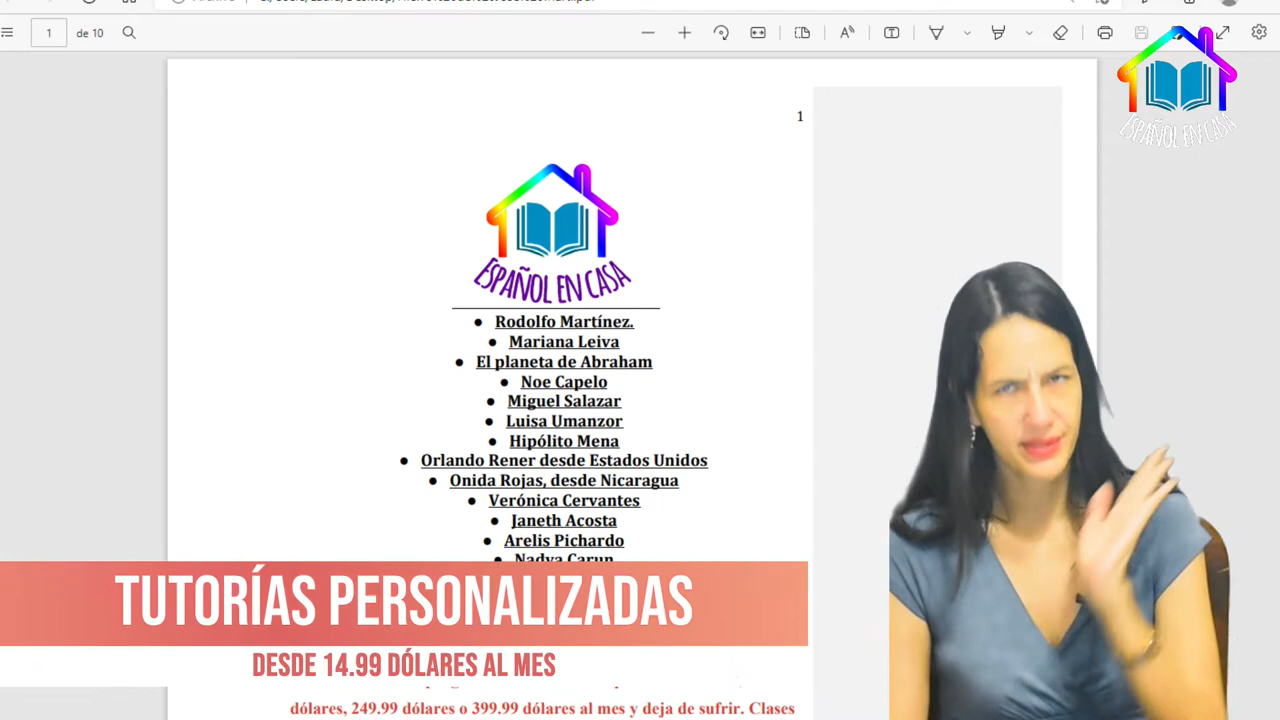 1
de 10
1
ESPAÑOL EN CASA
ESPAÑOL EN CASA
● Rodolfo Martínez.
● Mariana Leiva
● El planeta de Abraham
● Noe Capelo
● Miguel Salazar
● Luisa Umanzor
● Hipólito Mena
● Orlando Rener desde Estados Unidos
● Onida Rojas, desde Nicaragua
● Verónica Cervantes
● Janeth Acosta
● Arelis Pichardo
● Nadya Carun
TUTORÍAS PERSONALIZADAS
DESDE 14.99 DÓLARES AL MES
dólares, 249.99 dólares o 399.99 dólares al mes y deja de sufrir. Clases